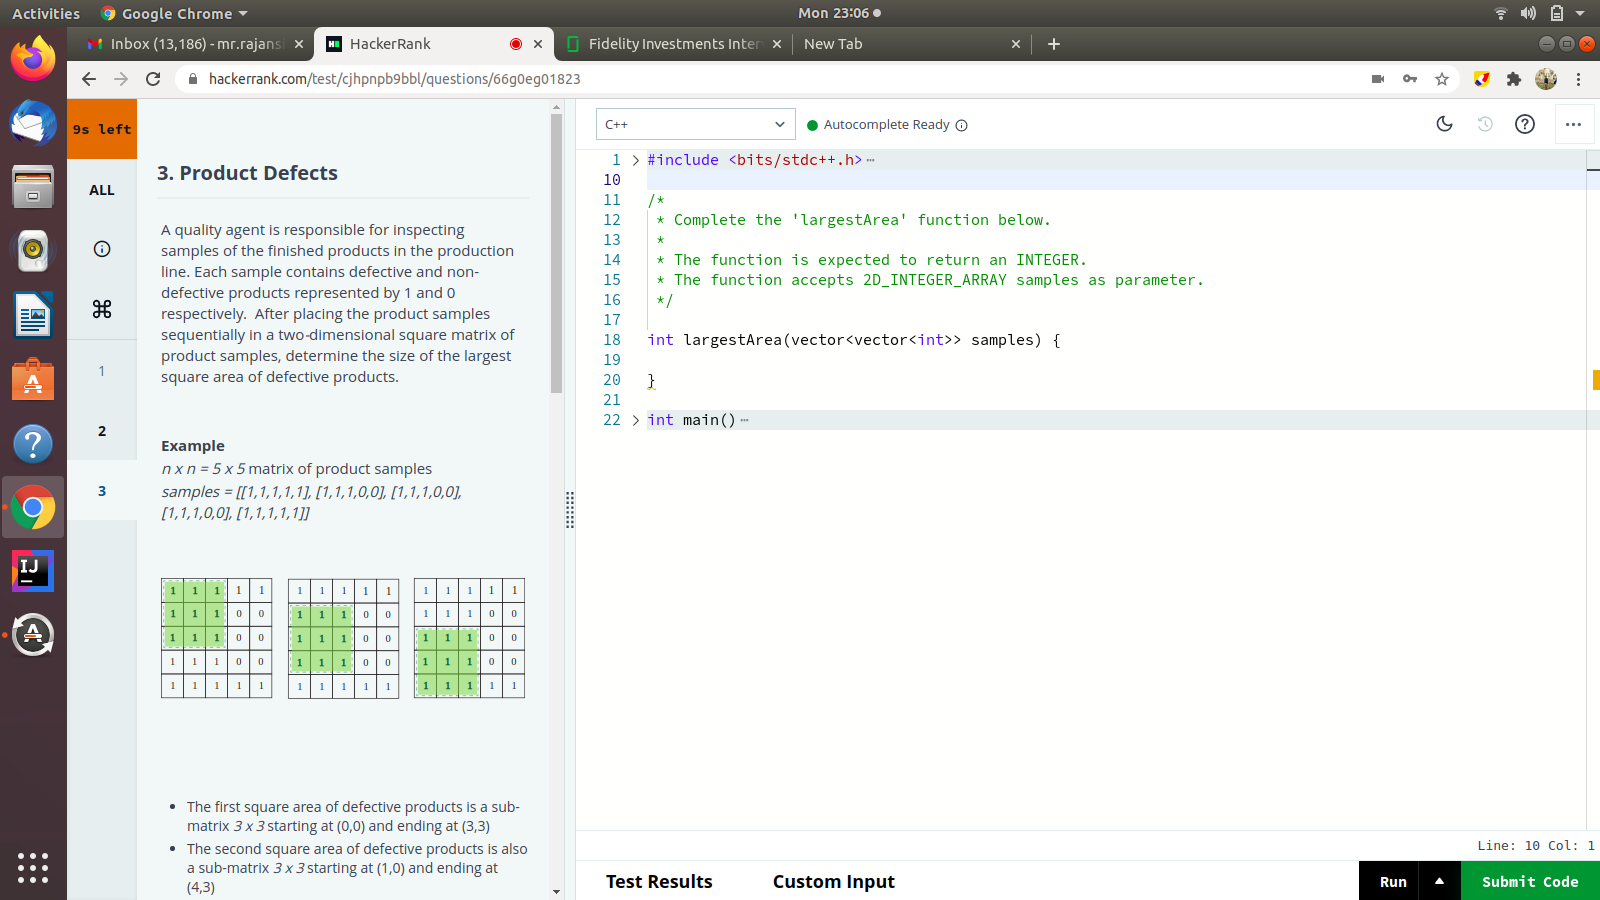 Activities
Google Chrome
Mon 23:06
Inbox (13,186) - mr.rajans
HackerRank
Fidelity Investments Inter
New Tab
hackerrank.com/test/cjhpnpb9bbl/questions/66g0eg01823
9s left
ALL
1
2
3
3. Product Defects
A quality agent is responsible for inspecting
samples of the finished products in the production
line. Each sample contains defective and non-
defective products represented by 1 and 0
respectively.  After placing the product samples
sequentially in a two-dimensional square matrix of
product samples, determine the size of the largest
square area of defective products.
Example
n x n = 5 x 5 matrix of product samples
samples = [[1,1,1,1,1], [1,1,1,0,0], [1,1,1,0,0],
[1,1,1,0,0], [1,1,1,1,1]]
1 1 1 1 1
1 1 1 0 0
1 1 1 0 0
1 1 1 0 0
1 1 1 1 1
1 1 1 1 1
1 1 1 0 0
1 1 1 0 0
1 1 1 0 0
1 1 1 1 1
1 1 1 1 1
1 1 1 0 0
1 1 1 0 0
1 1 1 0 0
1 1 1 1 1
• The first square area of defective products is a sub-
matrix 3 x 3 starting at (0,0) and ending at (3,3)
• The second square area of defective products is also
a sub-matrix 3 x 3 starting at (1,0) and ending at
(4,3)
C++
Autocomplete Ready
1 #include <bits/stdc++.h>
10
11 /*
12 * Complete the 'largestArea' function below.
13 *
14 * The function is expected to return an INTEGER.
15 * The function accepts 2D_INTEGER_ARRAY samples as parameter.
16 */
17
18 int largestArea(vector<vector<int>> samples) {
19
20 }
21
22 int main()
Line: 10 Col: 1
Test Results
Custom Input
Run
Submit Code